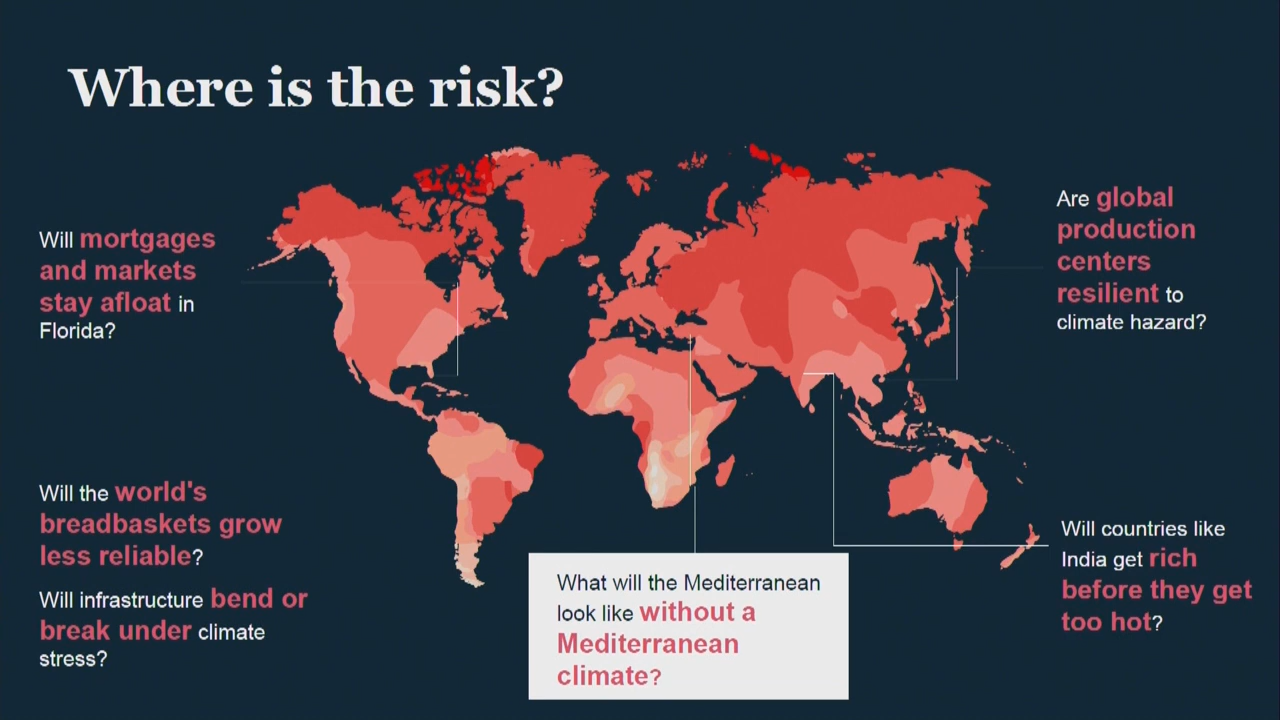 Where is the risk?
Will mortgages
and markets
stay afloat in
Florida?
Are global
production
centers
resilient to
climate hazard?
Will the world's
breadbaskets grow
less reliable?
Will infrastructure bend or
break under climate
stress?
What will the Mediterranean
look like without a
Mediterranean
climate?
Will countries like
India get rich
before they get
too hot?